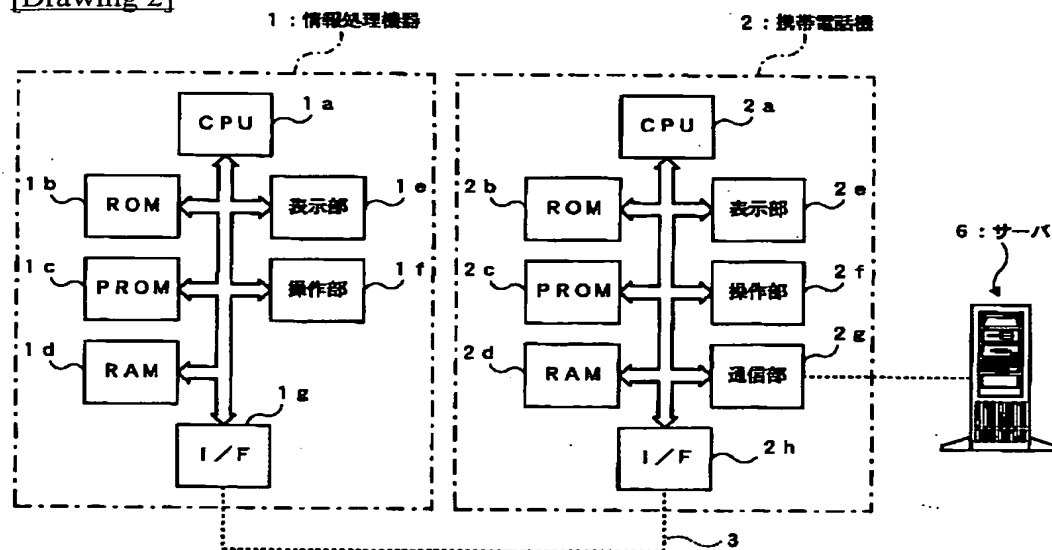 [Drawing 2]
1：情報処理機器
2：携帯電話機
1a
CPU
2a
CPU
1b
ROM
1e
表示部
2b
ROM
2e
表示部
6：サーバ
1c
PROM
1f
操作部
2c
PROM
2f
操作部
1d
RAM
2d
RAM
2g
通信部
1g
I／F
I／F
2h
3